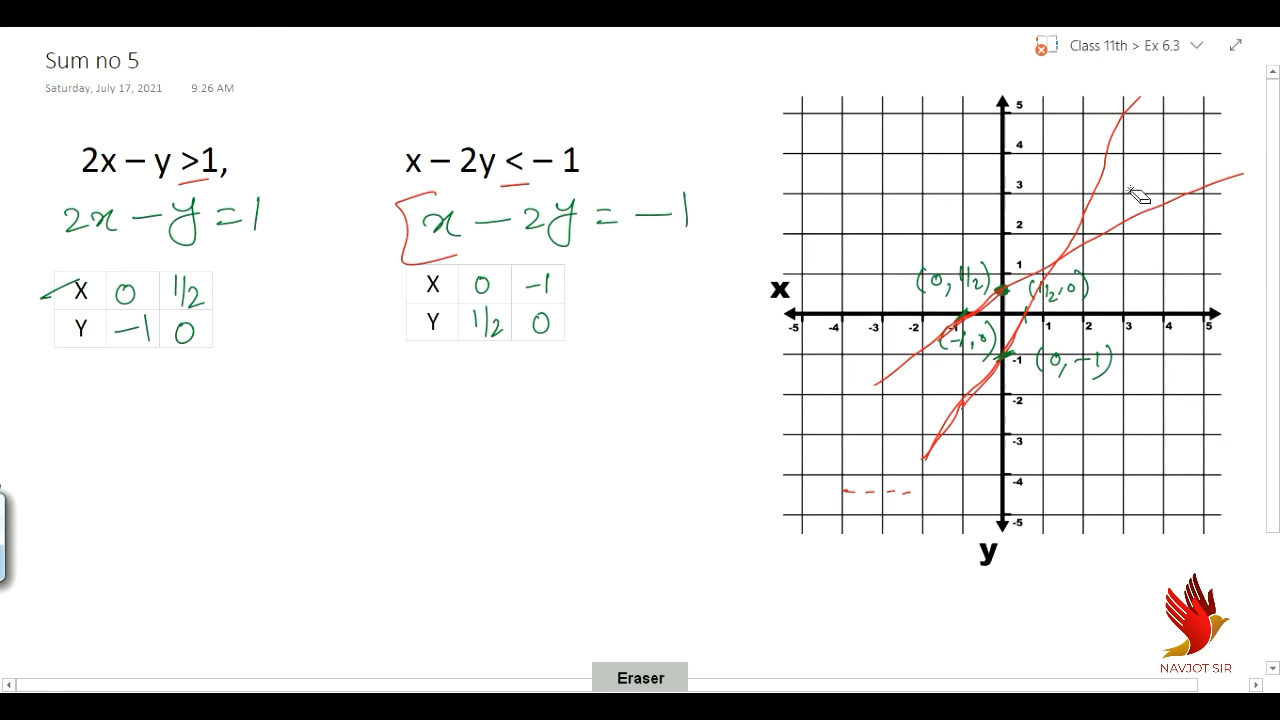 Sum no 5
Saturday, July 17, 2021 9:26 AM
Class 11th > Ex 6.3
2x – y >1,
x – 2y < – 1
2x – y = 1
x – 2y = –1
X 0 1/2
Y –1 0
X 0 -1
Y 1/2 0
5
4
3
2
1
(0, 1/2)
(1/2, 0)
x
-5 -4 -3 -2 -1 1 2 3 4 5
(-1, 0)
-1
(0, -1)
-2
-3
-4
-5
y
NAVJOT SIR
Eraser